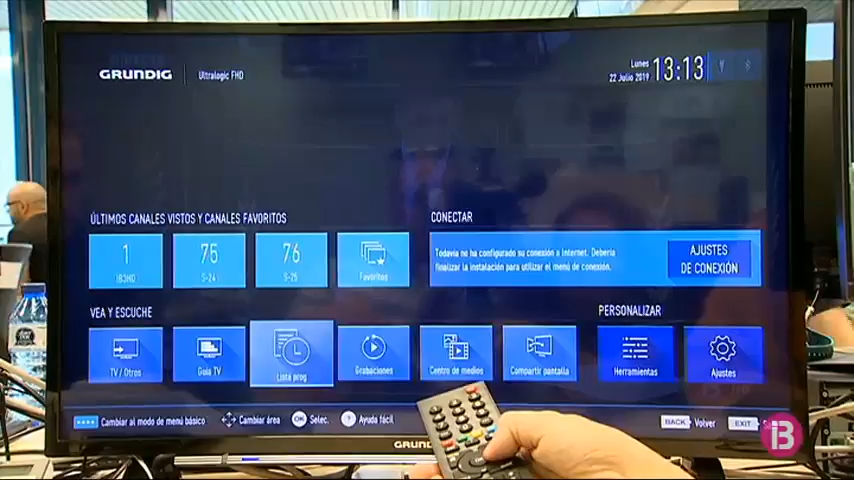 GRUNDIG
Ultralogic FHD
Lunes
22 Julio 2019
13:13
ÚLTIMOS CANALES VISTOS Y CANALES FAVORITOS
CONECTAR
1
IB3HD
75
S-24
76
S-25
Favoritos
Todavía no ha configurado su conexión a Internet. Debería
finalizar la instalación para utilizar el menú de conexión.
AJUSTES
DE CONEXIÓN
VEA Y ESCUCHE
PERSONALIZAR
TV / Otros
Guía TV
Lista prog
Grabaciones
Centro de medios
Compartir pantalla
Herramientas
Ajustes
Cambiar al modo de menú básico
Cambiar área
OK Selec.
? Ayuda fácil
BACK Volver
EXIT
GRUND
iB